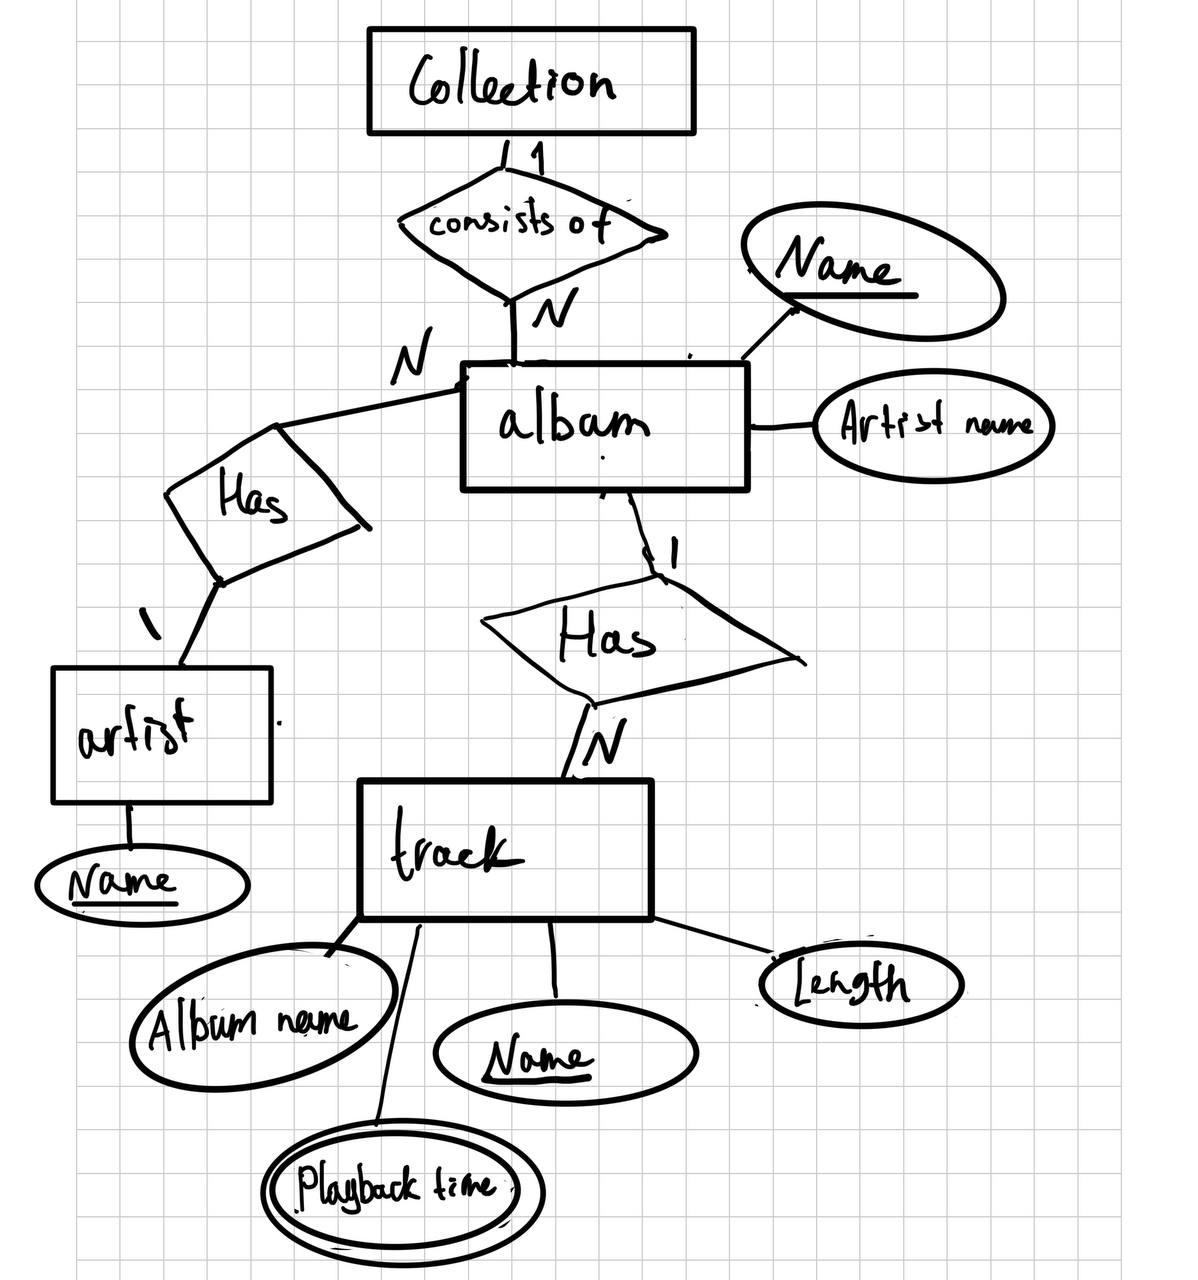 Collection
1
consists of
N
Name
N
album
Artist name
Has
1
Has
1
N
artist
track
Name
Album name
Name
Length
Playback time